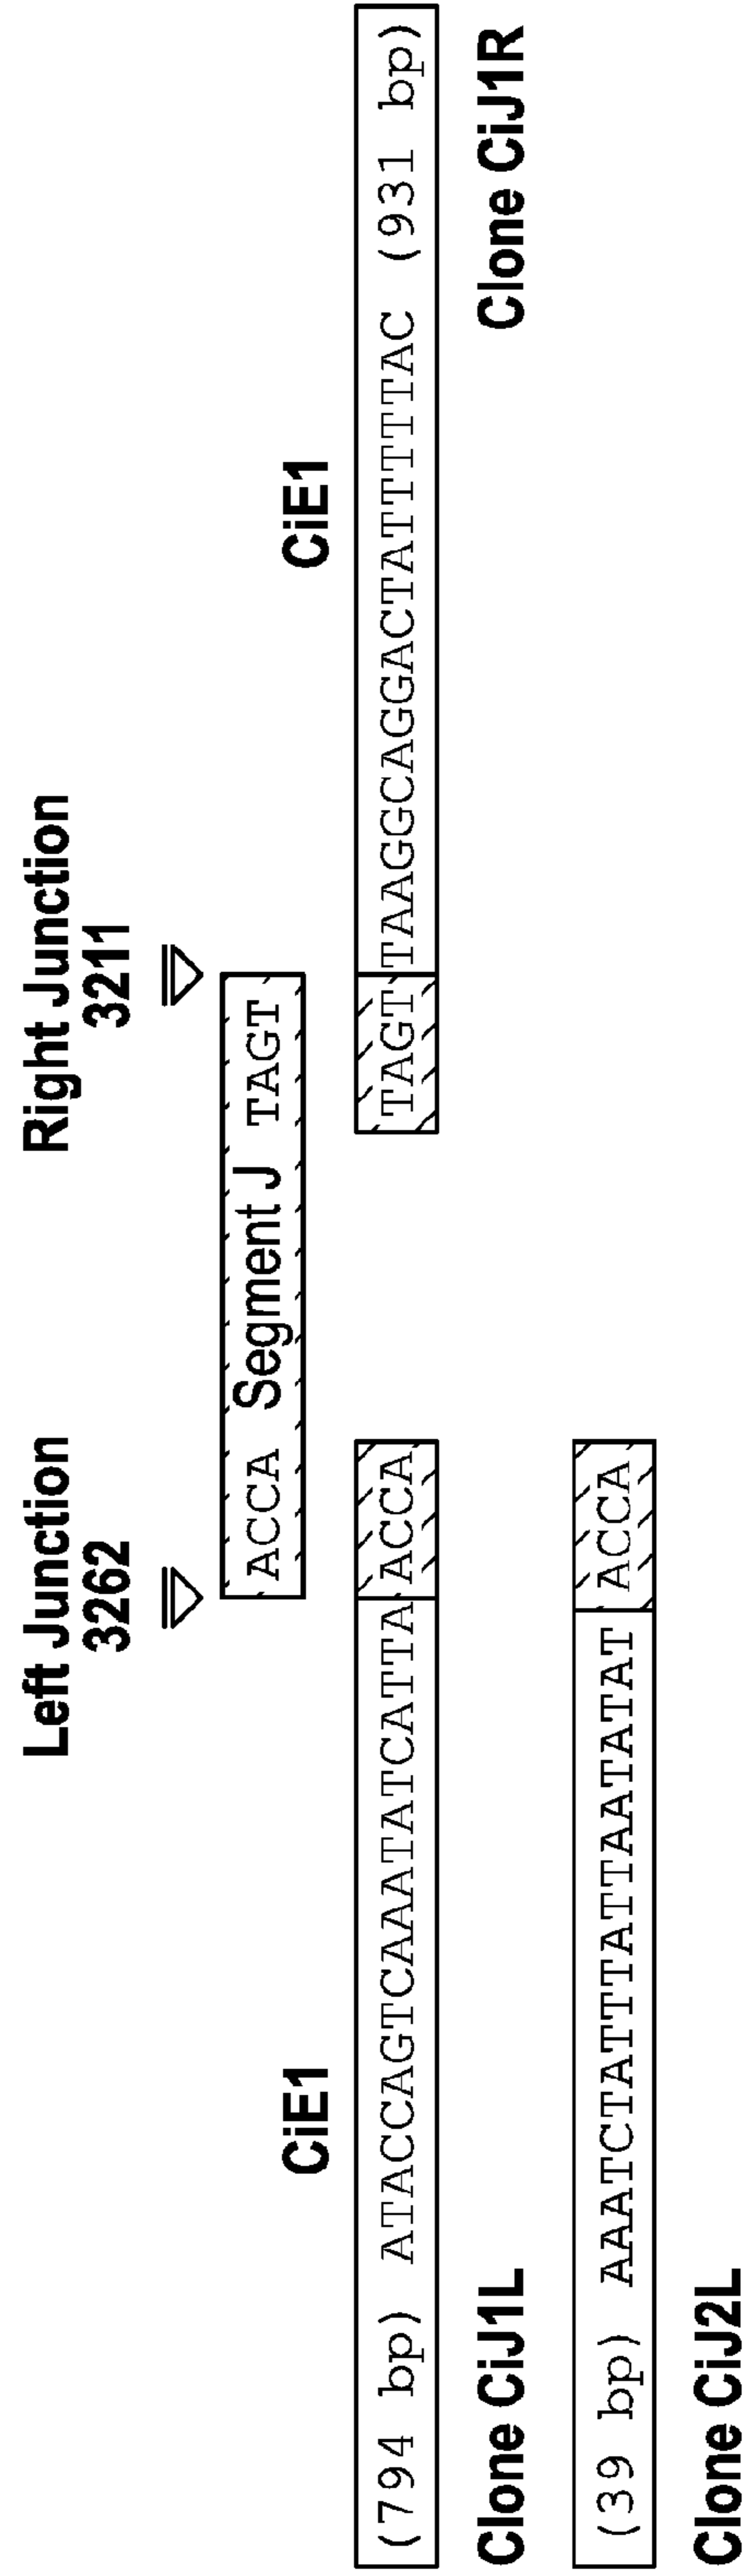 Left Junction
3262
Right Junction
3211
ACCA Segment J TAGT
CiE1
CiE1
(794 bp) ATACCAGTCAAATATCATTA ACCA
TAGT TAAGGCAGGACTATTTTTAC (931 bp)
Clone CiJ1L
Clone CiJ1R
(39 bp) AAATCTATTTATTAATATAT ACCA
Clone CiJ2L